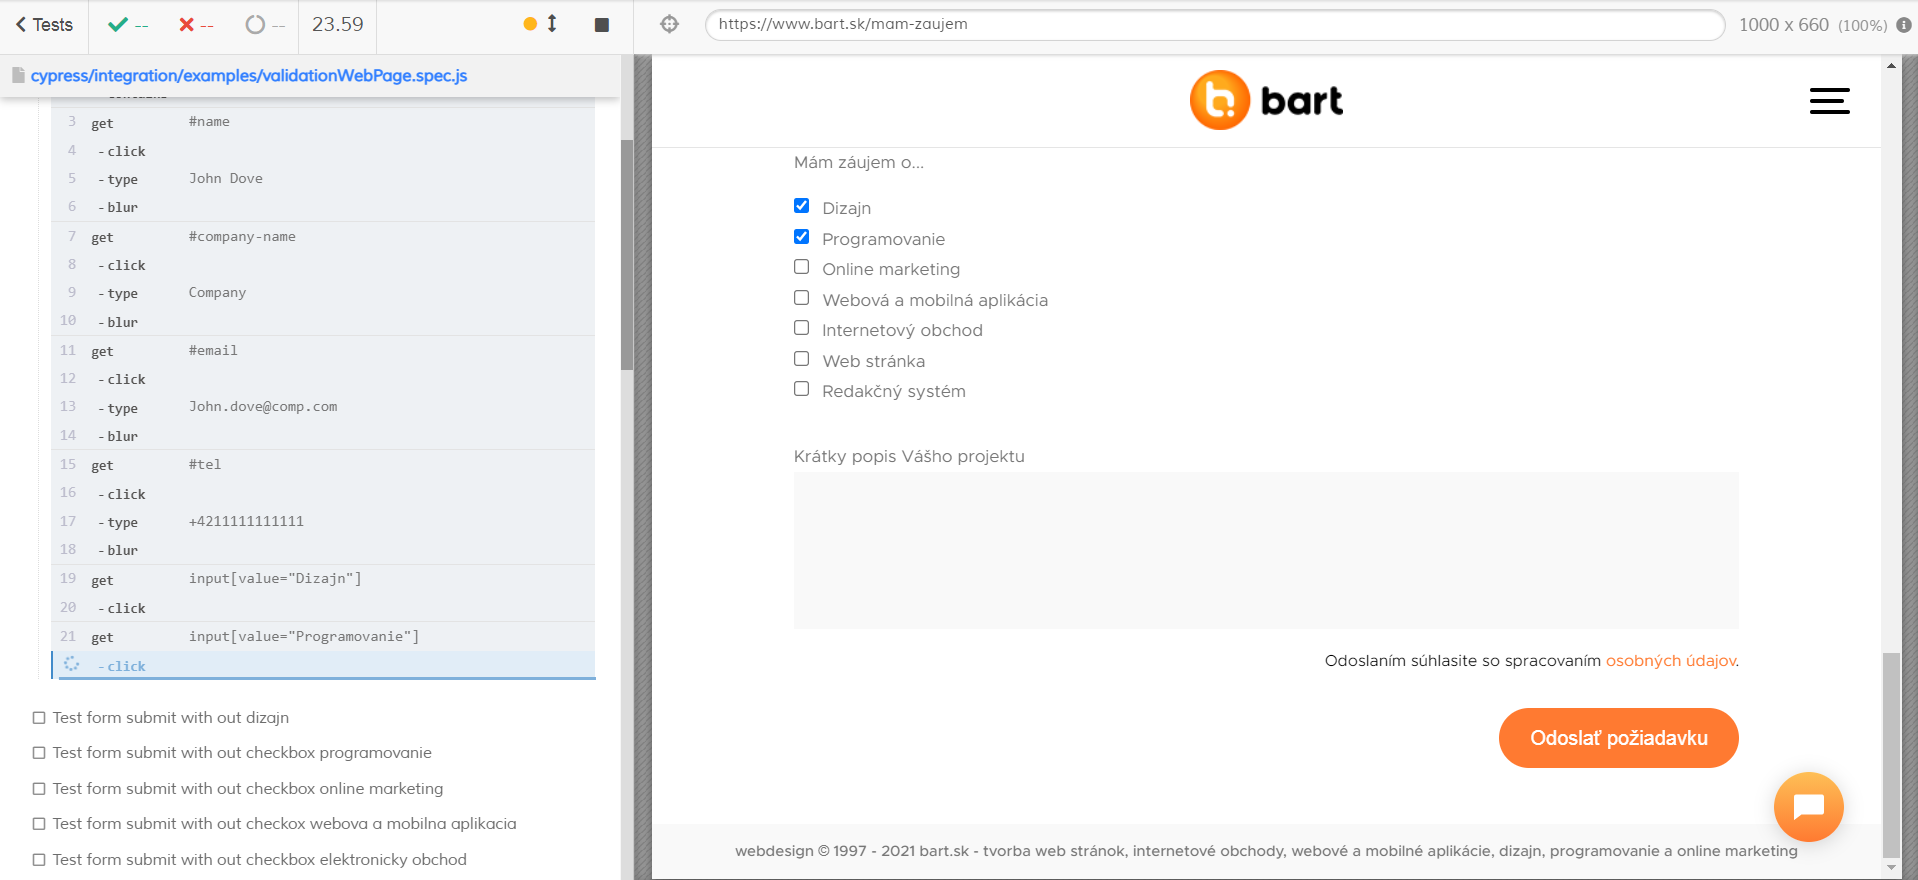 Tests
--
--
--
23.59
https://www.bart.sk/mam-zaujem
1000 x 660 (100%)
cypress/integration/examples/validationWebPage.spec.js
3 get #name
4 -click
5 -type John Dove
6 -blur
7 get #company-name
8 -click
9 -type Company
10 -blur
11 get #email
12 -click
13 -type John.dove@comp.com
14 -blur
15 get #tel
16 -click
17 -type +4211111111111
18 -blur
19 get input[value="Dizajn"]
20 -click
21 get input[value="Programovanie"]
-click
Test form submit with out dizajn
Test form submit with out checkbox programovanie
Test form submit with out checkbox online marketing
Test form submit with out checkox webova a mobilna aplikacia
Test form submit with out checkbox elektronicky obchod
b. bart
Mám záujem o...
Dizajn
Programovanie
Online marketing
Webová a mobilná aplikácia
Internetový obchod
Web stránka
Redakčný systém
Krátky popis Vášho projektu
Odoslaním súhlasite so spracovaním osobných údajov.
Odoslať požiadavku
webdesign © 1997 - 2021 bart.sk - tvorba web stránok, internetové obchody, webové a mobilné aplikácie, dizajn, programovanie a online marketing